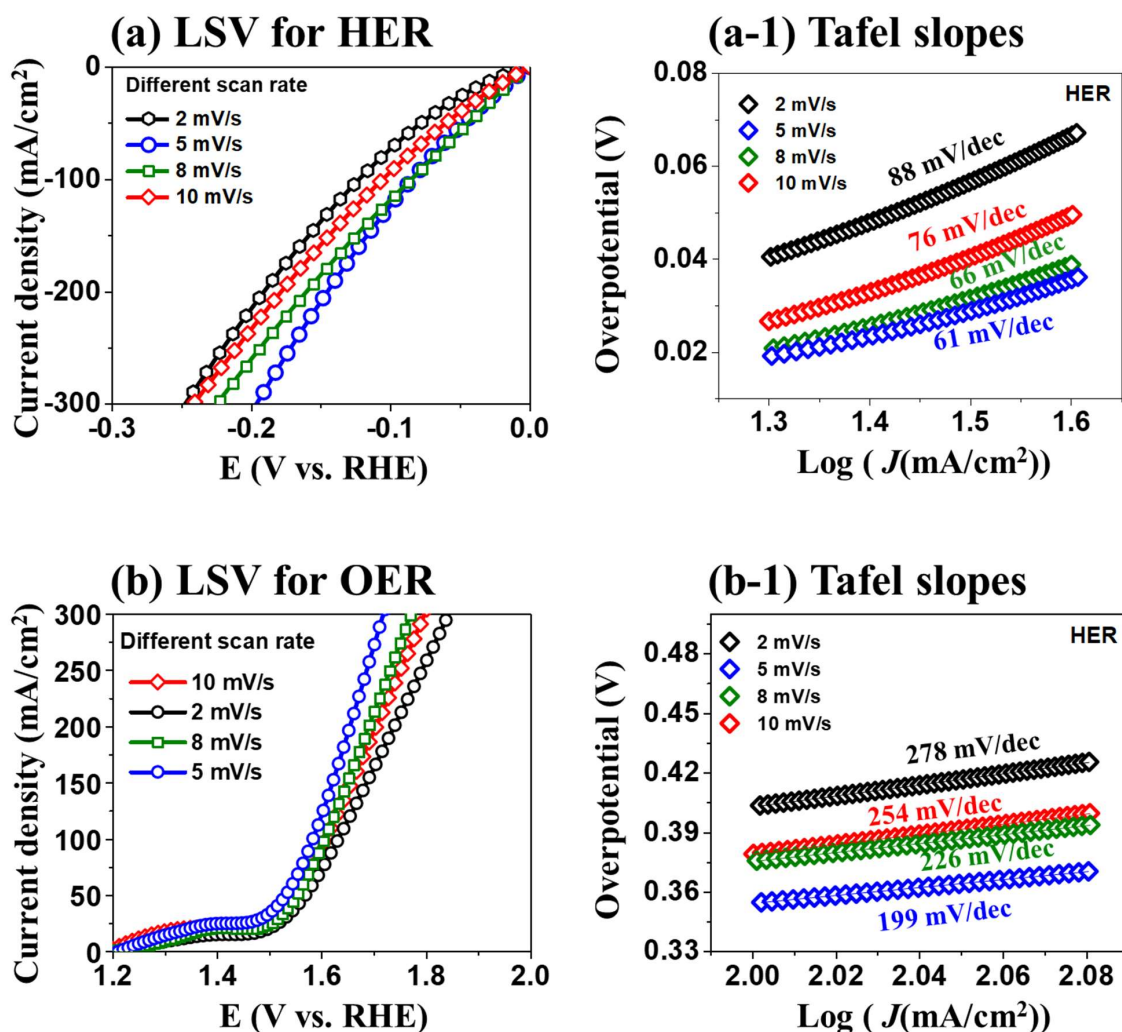 (a) LSV for HER
Current density (mA/cm²)
0
-100
-200
-300
Different scan rate
2 mV/s
5 mV/s
8 mV/s
10 mV/s
-0.3
-0.2
-0.1
0.0
E (V vs. RHE)
(a-1) Tafel slopes
Overpotential (V)
0.08
0.06
0.04
0.02
2 mV/s
5 mV/s
8 mV/s
10 mV/s
HER
88 mV/dec
76 mV/dec
66 mV/dec
61 mV/dec
1.3
1.4
1.5
1.6
Log ( J(mA/cm²))
(b) LSV for OER
Current density (mA/cm²)
300
250
200
150
100
50
0
Different scan rate
10 mV/s
2 mV/s
8 mV/s
5 mV/s
1.2
1.4
1.6
1.8
2.0
E (V vs. RHE)
(b-1) Tafel slopes
Overpotential (V)
0.48
0.45
0.42
0.39
0.36
0.33
2 mV/s
5 mV/s
8 mV/s
10 mV/s
HER
278 mV/dec
254 mV/dec
226 mV/dec
199 mV/dec
2.00
2.02
2.04
2.06
2.08
Log ( J(mA/cm²))